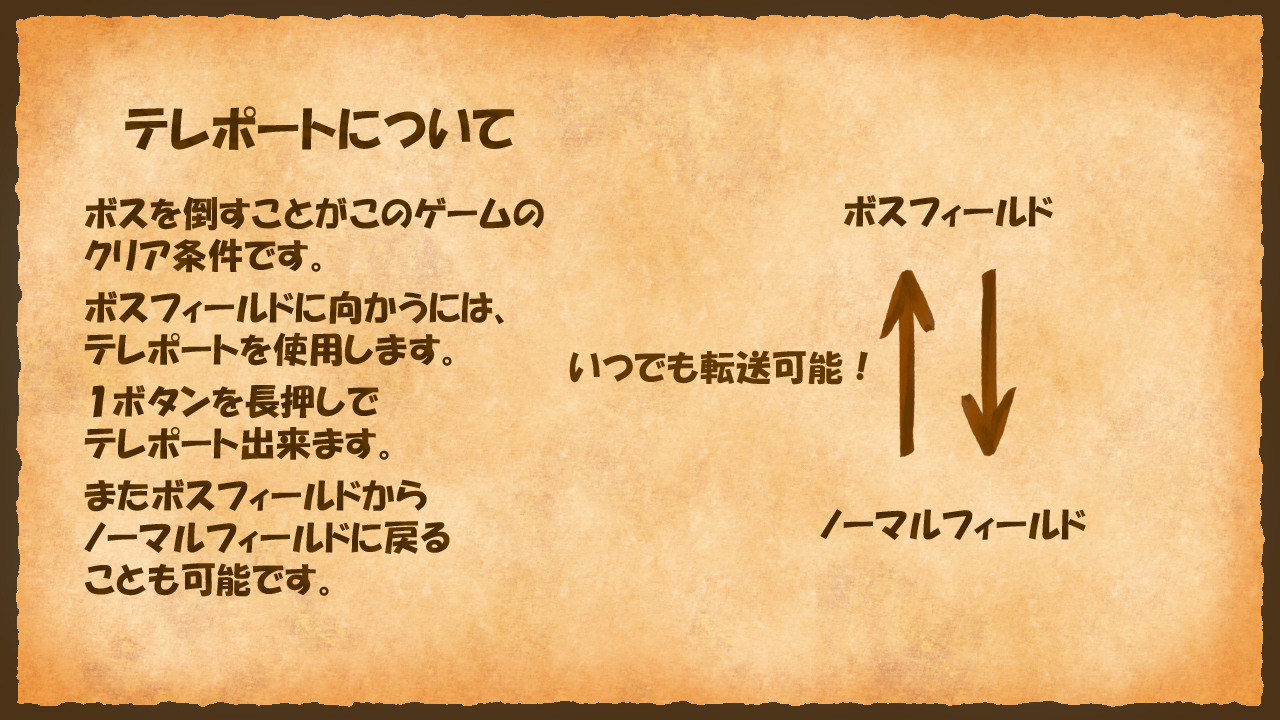 テレポートについて
ボスを倒すことがこのゲームの
クリア条件です。
ボスフィールドに向かうには、
テレポートを使用します。
1ボタンを長押しで
テレポート出来ます。
またボスフィールドから
ノーマルフィールドに戻る
ことも可能です。
ボスフィールド
いつでも転送可能！
ノーマルフィールド